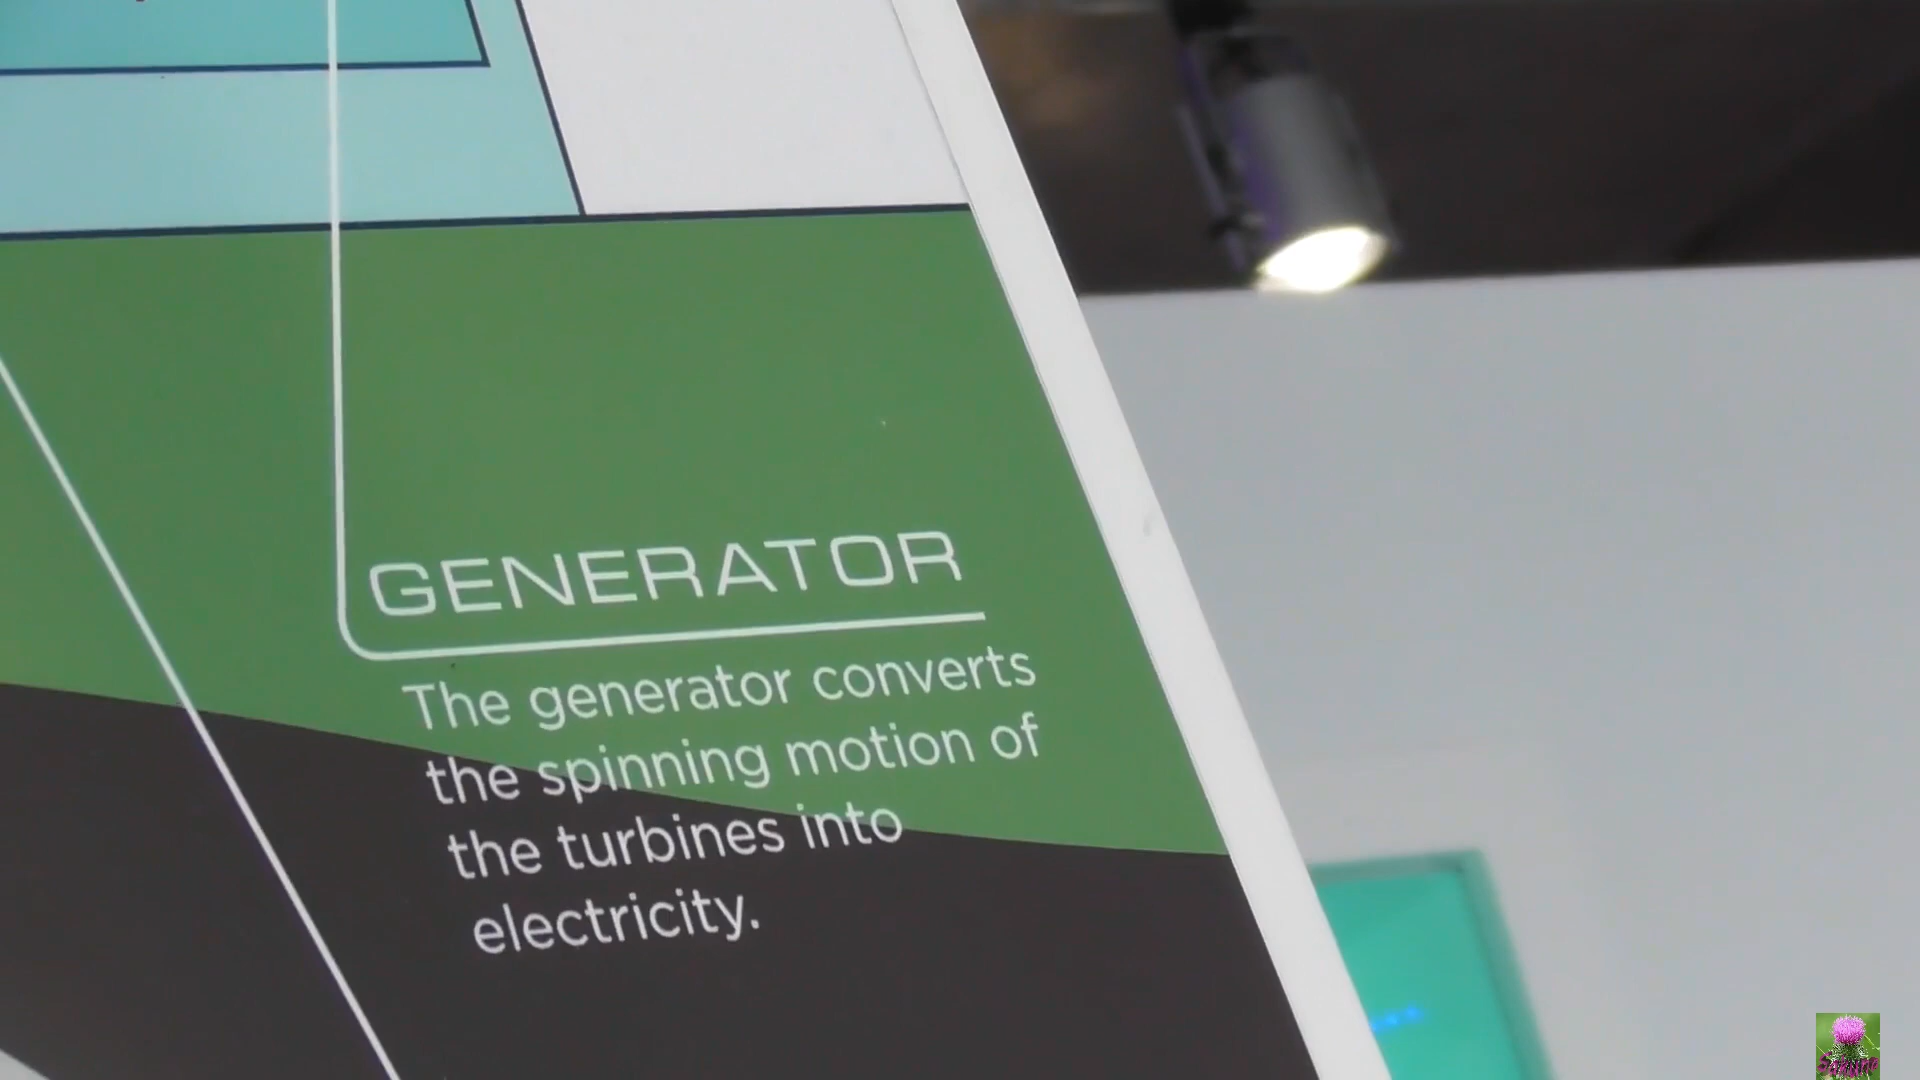 GENERATOR
The generator converts
the spinning motion of
the turbines into
electricity.